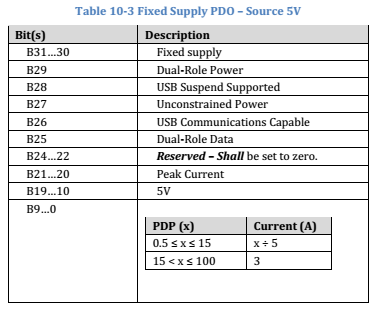 Table 10-3 Fixed Supply PDO – Source 5V
Bit(s) Description
B31…30 Fixed supply
B29 Dual-Role Power
B28 USB Suspend Supported
B27 Unconstrained Power
B26 USB Communications Capable
B25 Dual-Role Data
B24…22 Reserved – Shall be set to zero.
B21…20 Peak Current
B19…10 5V
B9…0
PDP (x) Current (A)
0.5 ≤ x ≤ 15 x ÷ 5
15 < x ≤ 100 3